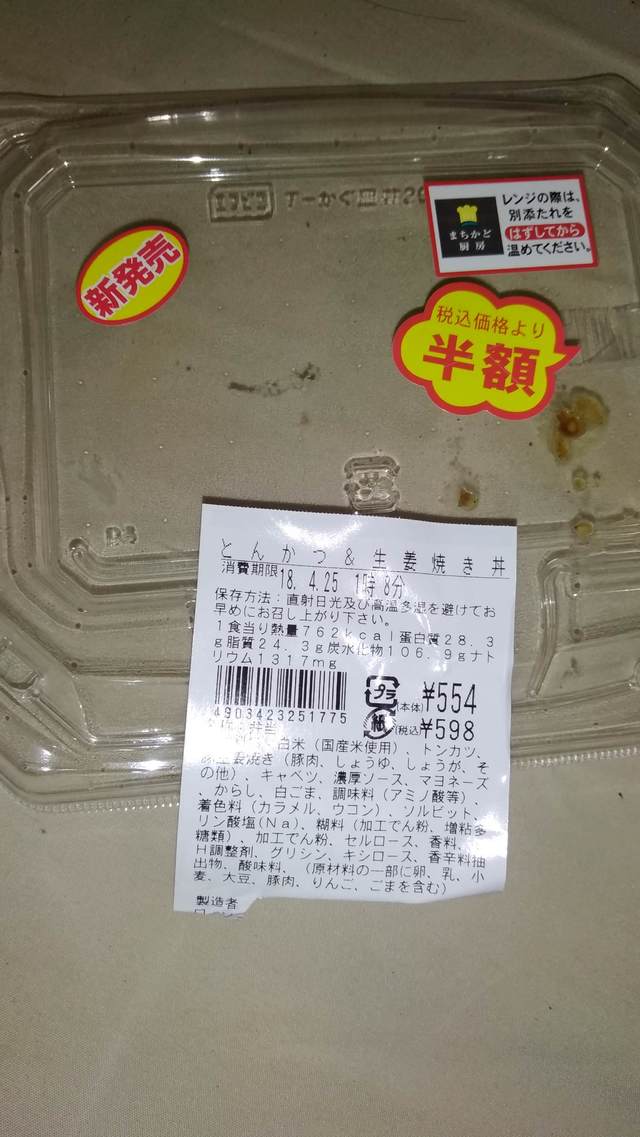 レンジの際は、
別添たれを
はずしてから
温めてください。
まちかど
厨房
新発売
税込価格より
半額
とんかつ&生姜焼き丼
消費期限18. 4.25 1時 8分
保存方法:直射日光及び高温多湿を避けてお
早めにお召し上がり下さい。
1食当り熱量762kcal蛋白質28.3
g脂質24.3g炭水化物106.9gナト
リウム1317mg
4903423251775
プラ
紙
(本体)¥554
(税込)¥598
弁当
白米(国産米使用)、トンカツ、
生姜焼き(豚肉、しょうゆ、しょうが、そ
の他)、キャベツ、濃厚ソース、マヨネーズ
、からし、白ごま、調味料(アミノ酸等)、
着色料(カラメル、ウコン)、ソルビット、
リン酸塩(Na)、糊料(加工でん粉、増粘多
糖類)、加工でん粉、セルロース、香料、
H調整剤、グリシン、キシロース、香辛料抽
出物、酸味料、(原材料の一部に卵、乳、小
麦、大豆、豚肉、りんご、ごまを含む)
製造者